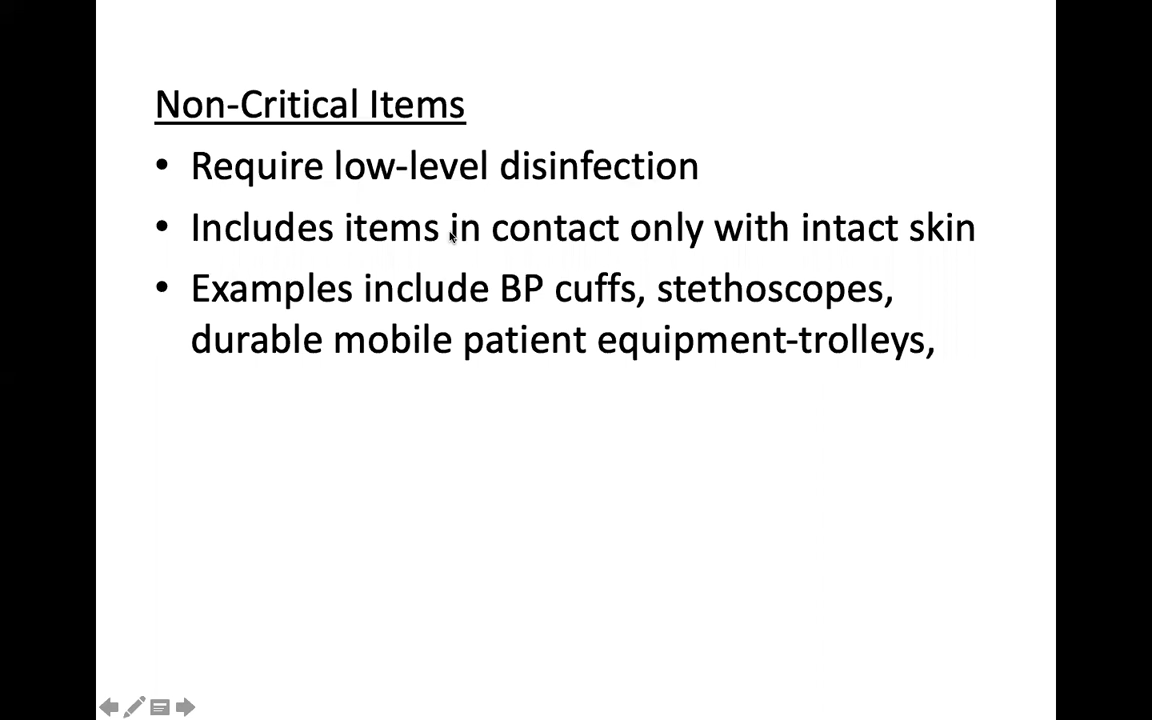 Non-Critical Items
• Require low-level disinfection
• Includes items in contact only with intact skin
• Examples include BP cuffs, stethoscopes,
durable mobile patient equipment-trolleys,